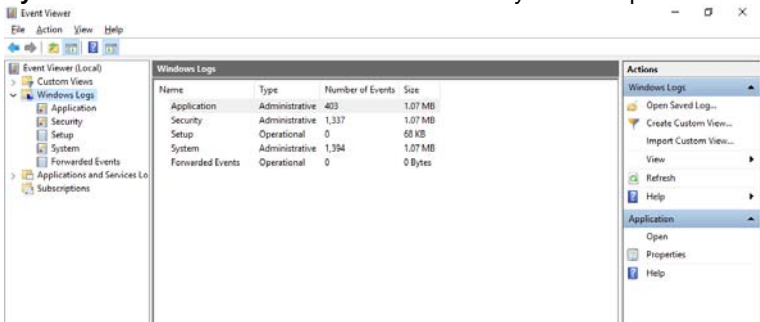 Event Viewer
File Action View Help
Event Viewer (Local)
Custom Views
Windows Logs
Application
Security
Setup
System
Forwarded Events
Applications and Services Lo
Subscriptions
Windows Logs
Name Type Number of Events Size
Application Administrative 403 1.07 MB
Security Administrative 1,337 1.07 MB
Setup Operational 0 68 KB
System Administrative 1,394 1.07 MB
Forwarded Events Operational 0 0 Bytes
Actions
Windows Logs
Open Saved Log...
Create Custom View...
Import Custom View...
View
Refresh
Help
Application
Open
Properties
Help